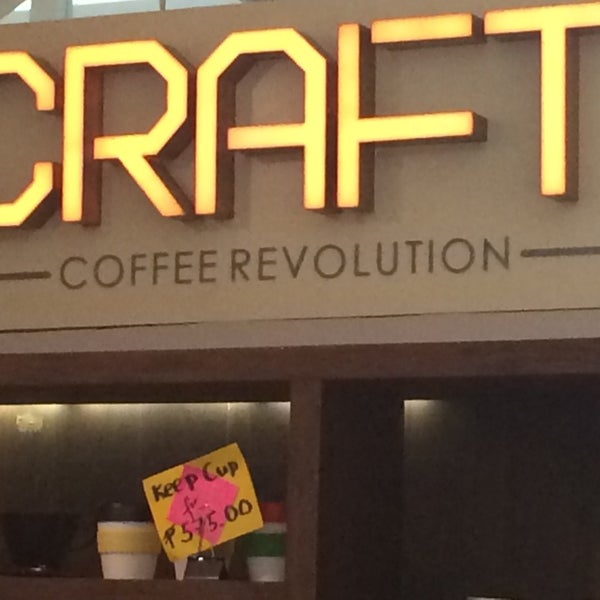 CRAFT
COFFEE REVOLUTION
Keep Cup
for
₱575.00